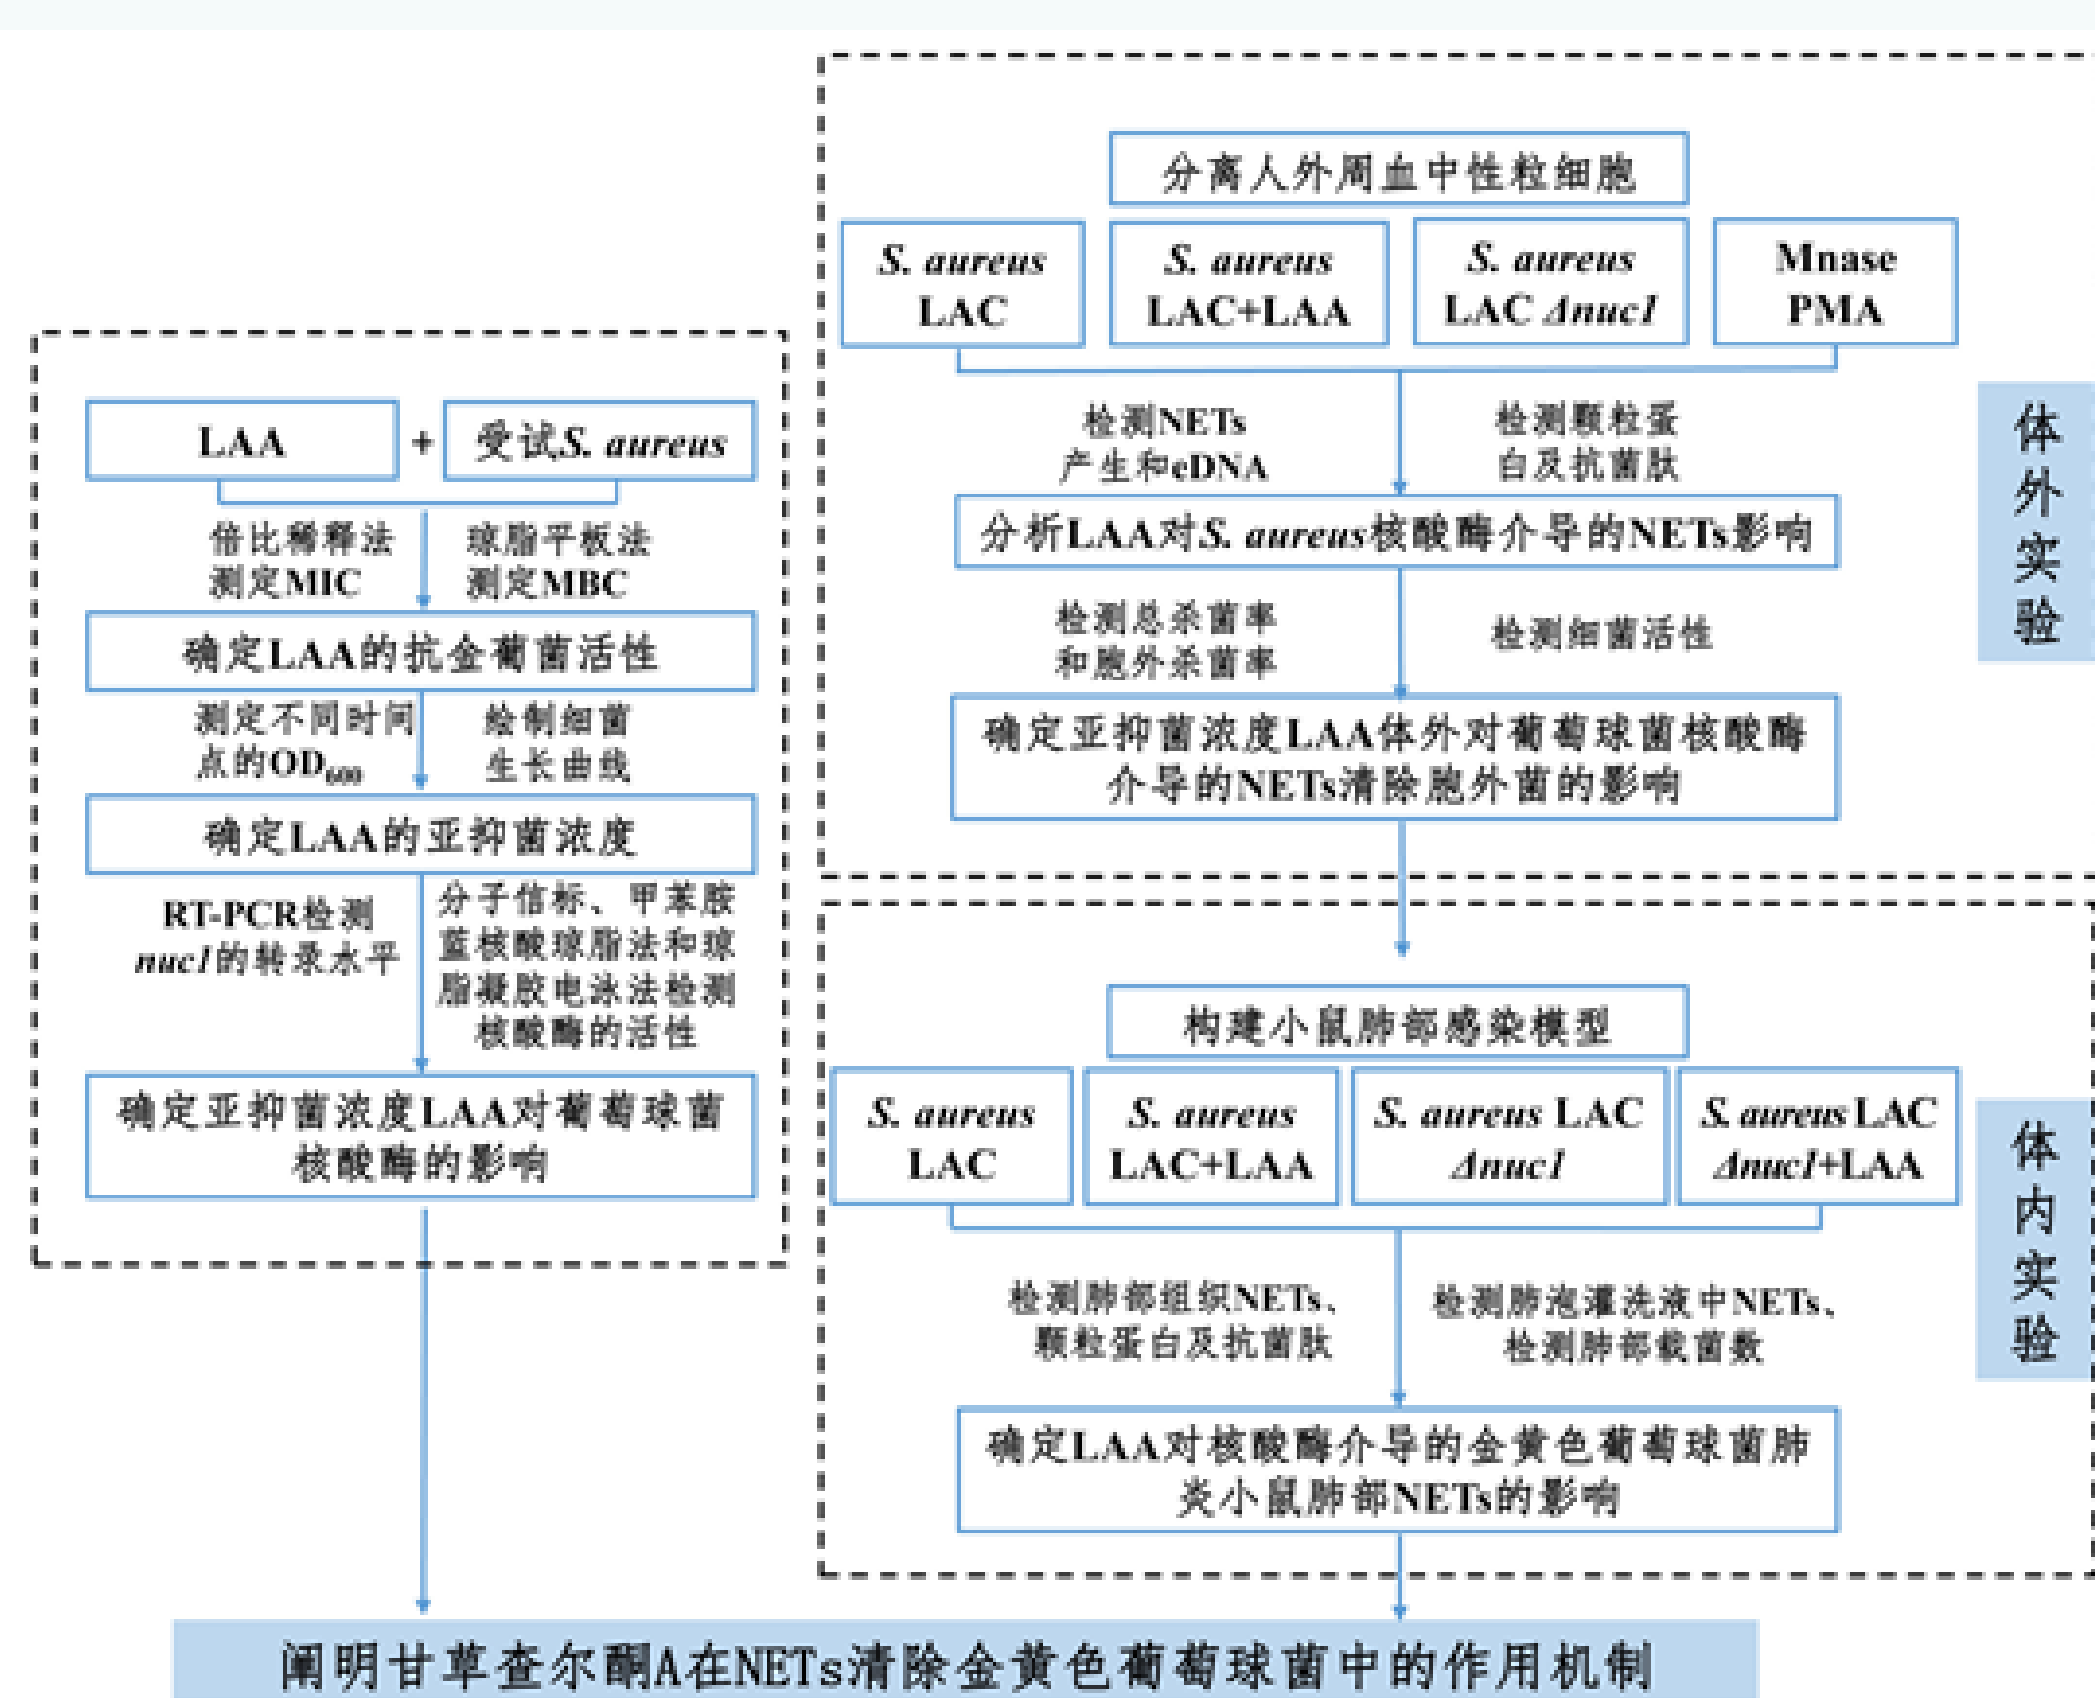 LAA
+
受试S. aureus
倍比稀释法
测定MIC
琼脂平板法
测定MBC
确定LAA的抗金葡菌活性
测定不同时间
点的OD₆₀₀
绘制细菌
生长曲线
确定LAA的亚抑菌浓度
RT-PCR检测
nuc1的转录水平
分子信标、甲苯胺
蓝核酸琼脂法和琼
脂凝胶电泳法检测
核酸酶的活性
确定亚抑菌浓度LAA对葡萄球菌
核酸酶的影响
分离人外周血中性粒细胞
S. aureus
LAC
S. aureus
LAC+LAA
S. aureus
LAC Δnuc1
Mnase
PMA
检测NETs
产生和eDNA
检测颗粒蛋
白及抗菌肽
分析LAA对S. aureus核酸酶介导的NETs影响
检测总杀菌率
和胞外杀菌率
检测细菌活性
确定亚抑菌浓度LAA体外对葡萄球菌核酸酶
介导的NETs清除胞外菌的影响
体外实验
构建小鼠肺部感染模型
S. aureus
LAC
S. aureus
LAC+LAA
S. aureus LAC
Δnuc1
S. aureus LAC
Δnuc1+LAA
检测肺部组织NETs、
颗粒蛋白及抗菌肽
检测肺泡灌洗液中NETs、
检测肺部载菌数
确定LAA对核酸酶介导的金黄色葡萄球菌肺
炎小鼠肺部NETs的影响
体内实验
阐明甘草查尔酮A在NETs清除金黄色葡萄球菌中的作用机制